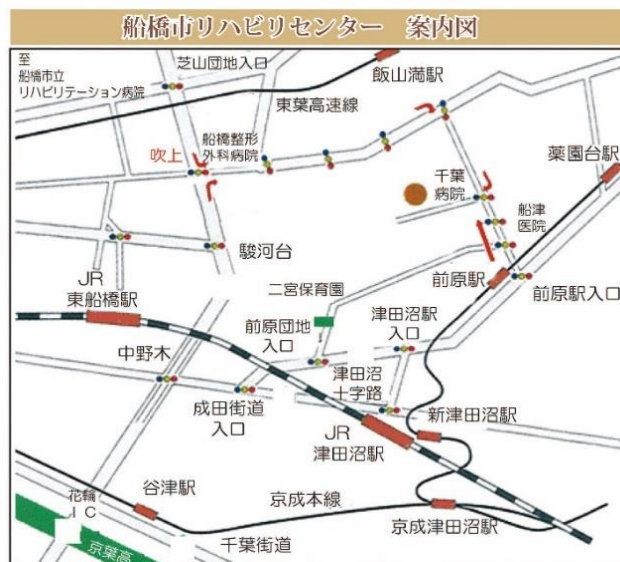 船橋市リハビリセンター 案内図
至
船橋市立
リハビリテーション病院
芝山団地入口
飯山満駅
東葉高速線
船橋整形
外科病院
吹上
千葉
病院
薬園台駅
船津
医院
駿河台
前原駅
前原駅入口
JR
東船橋駅
二宮保育園
前原団地
入口
津田沼駅
入口
中野木
津田沼
十字路
成田街道
入口
新津田沼駅
JR
津田沼駅
谷津駅
花輪
IC
京成本線
京成津田沼駅
千葉街道
京葉高